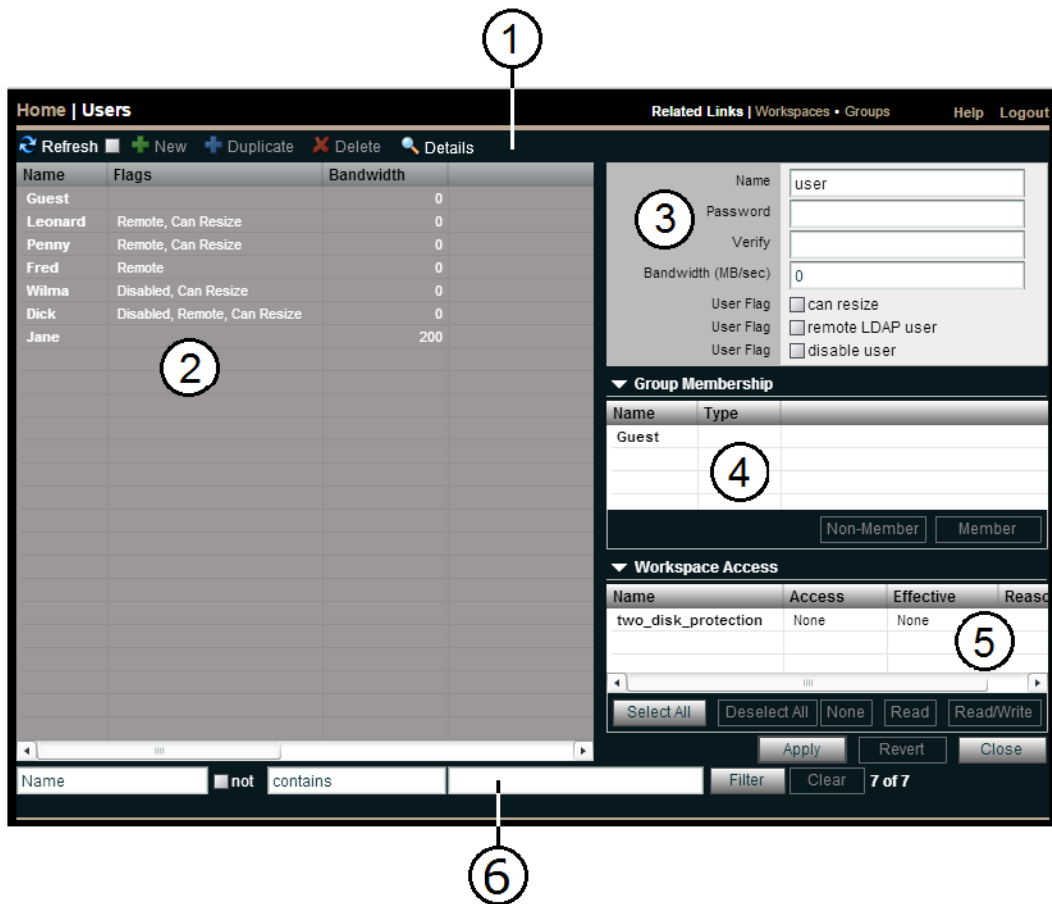 1
Home | Users Related Links | Workspaces • Groups Help Logout
Refresh New Duplicate Delete Details
Name Flags Bandwidth
Guest 0
Leonard Remote, Can Resize 0
Penny Remote, Can Resize 0
Fred Remote 0
Wilma Disabled, Can Resize 0
Dick Disabled, Remote, Can Resize 0
Jane 200
2
Name user
Password
3
Verify
Bandwidth (MB/sec) 0
User Flag can resize
User Flag remote LDAP user
User Flag disable user
Group Membership
Name Type
Guest
4
Non-Member Member
Workspace Access
Name Access Effective Reaso
two_disk_protection None None
5
Select All Deselect All None Read Read/Write
Apply Revert Close
Name not contains Filter Clear 7 of 7
6